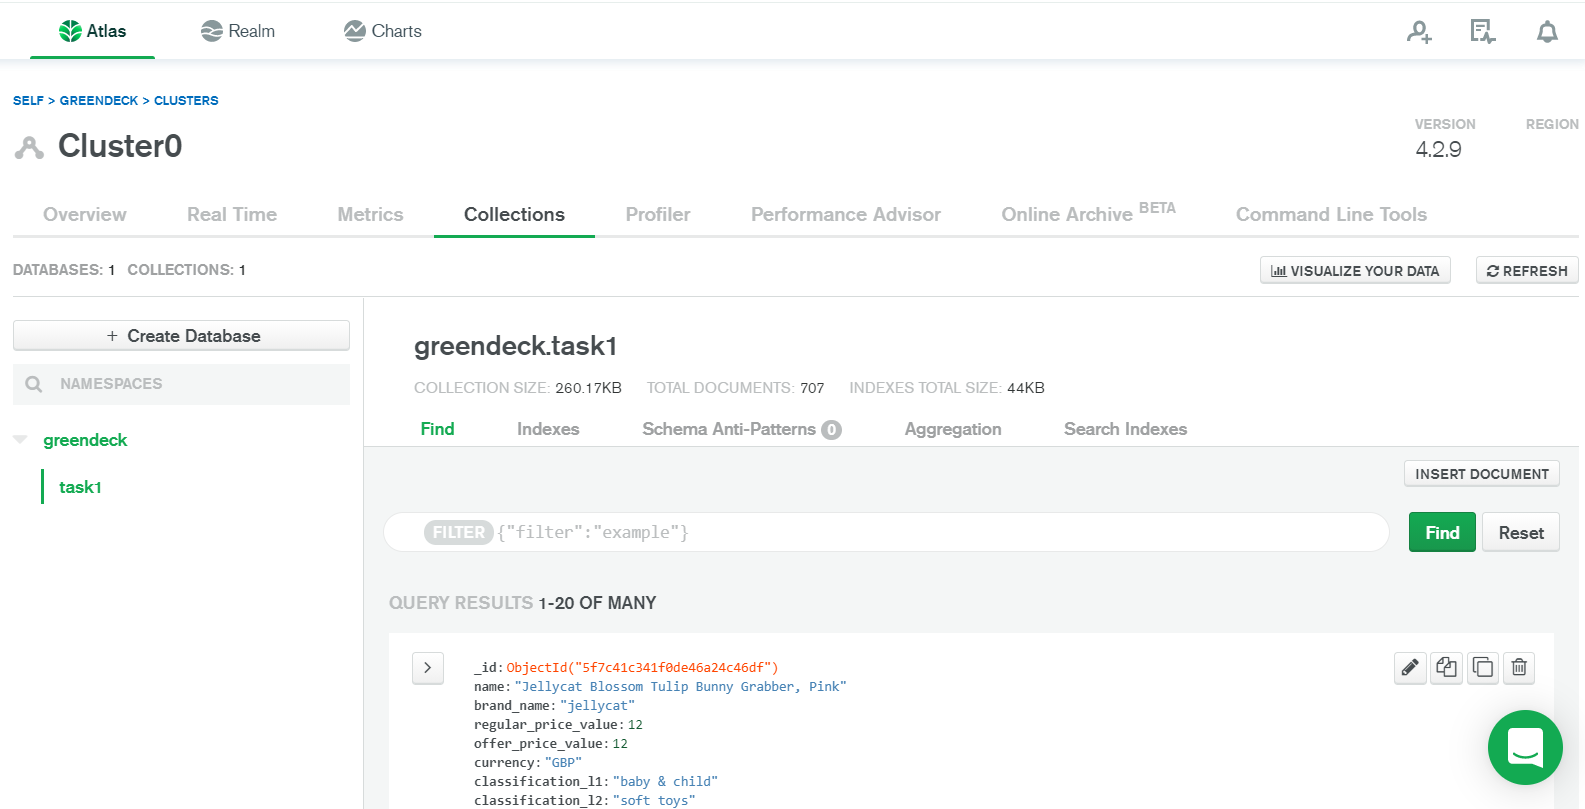 Atlas Realm Charts
SELF > GREENDECK > CLUSTERS
Cluster0
VERSION REGION
4.2.9
Overview Real Time Metrics Collections Profiler Performance Advisor Online Archive BETA Command Line Tools
DATABASES: 1 COLLECTIONS: 1 VISUALIZE YOUR DATA REFRESH
+ Create Database
NAMESPACES
greendeck
task1
greendeck.task1
COLLECTION SIZE: 260.17KB TOTAL DOCUMENTS: 707 INDEXES TOTAL SIZE: 44KB
Find Indexes Schema Anti-Patterns 0 Aggregation Search Indexes
INSERT DOCUMENT
FILTER {"filter":"example"} Find Reset
QUERY RESULTS 1-20 OF MANY
_id: ObjectId("5f7c41c341f0de46a24c46df")
name: "Jellycat Blossom Tulip Bunny Grabber, Pink"
brand_name: "jellycat"
regular_price_value: 12
offer_price_value: 12
currency: "GBP"
classification_l1: "baby & child"
classification_l2: "soft toys"